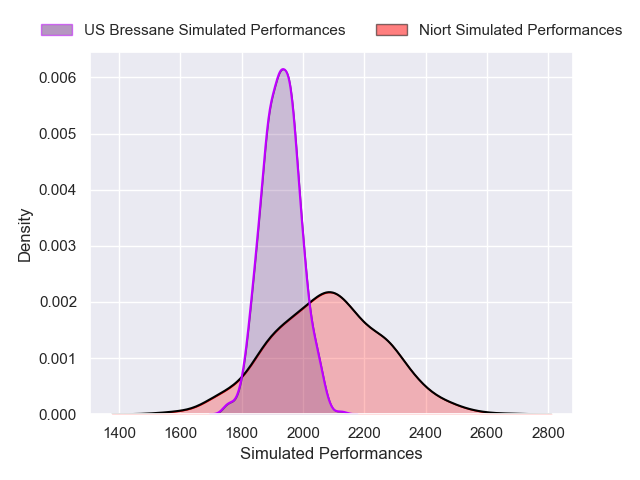 US Bressane Simulated Performances Niort Simulated Performances
0.006
0.005
0.004
0.003
0.002
0.001
0.000
Density
1400 1600 1800 2000 2200 2400 2600 2800
Simulated Performances